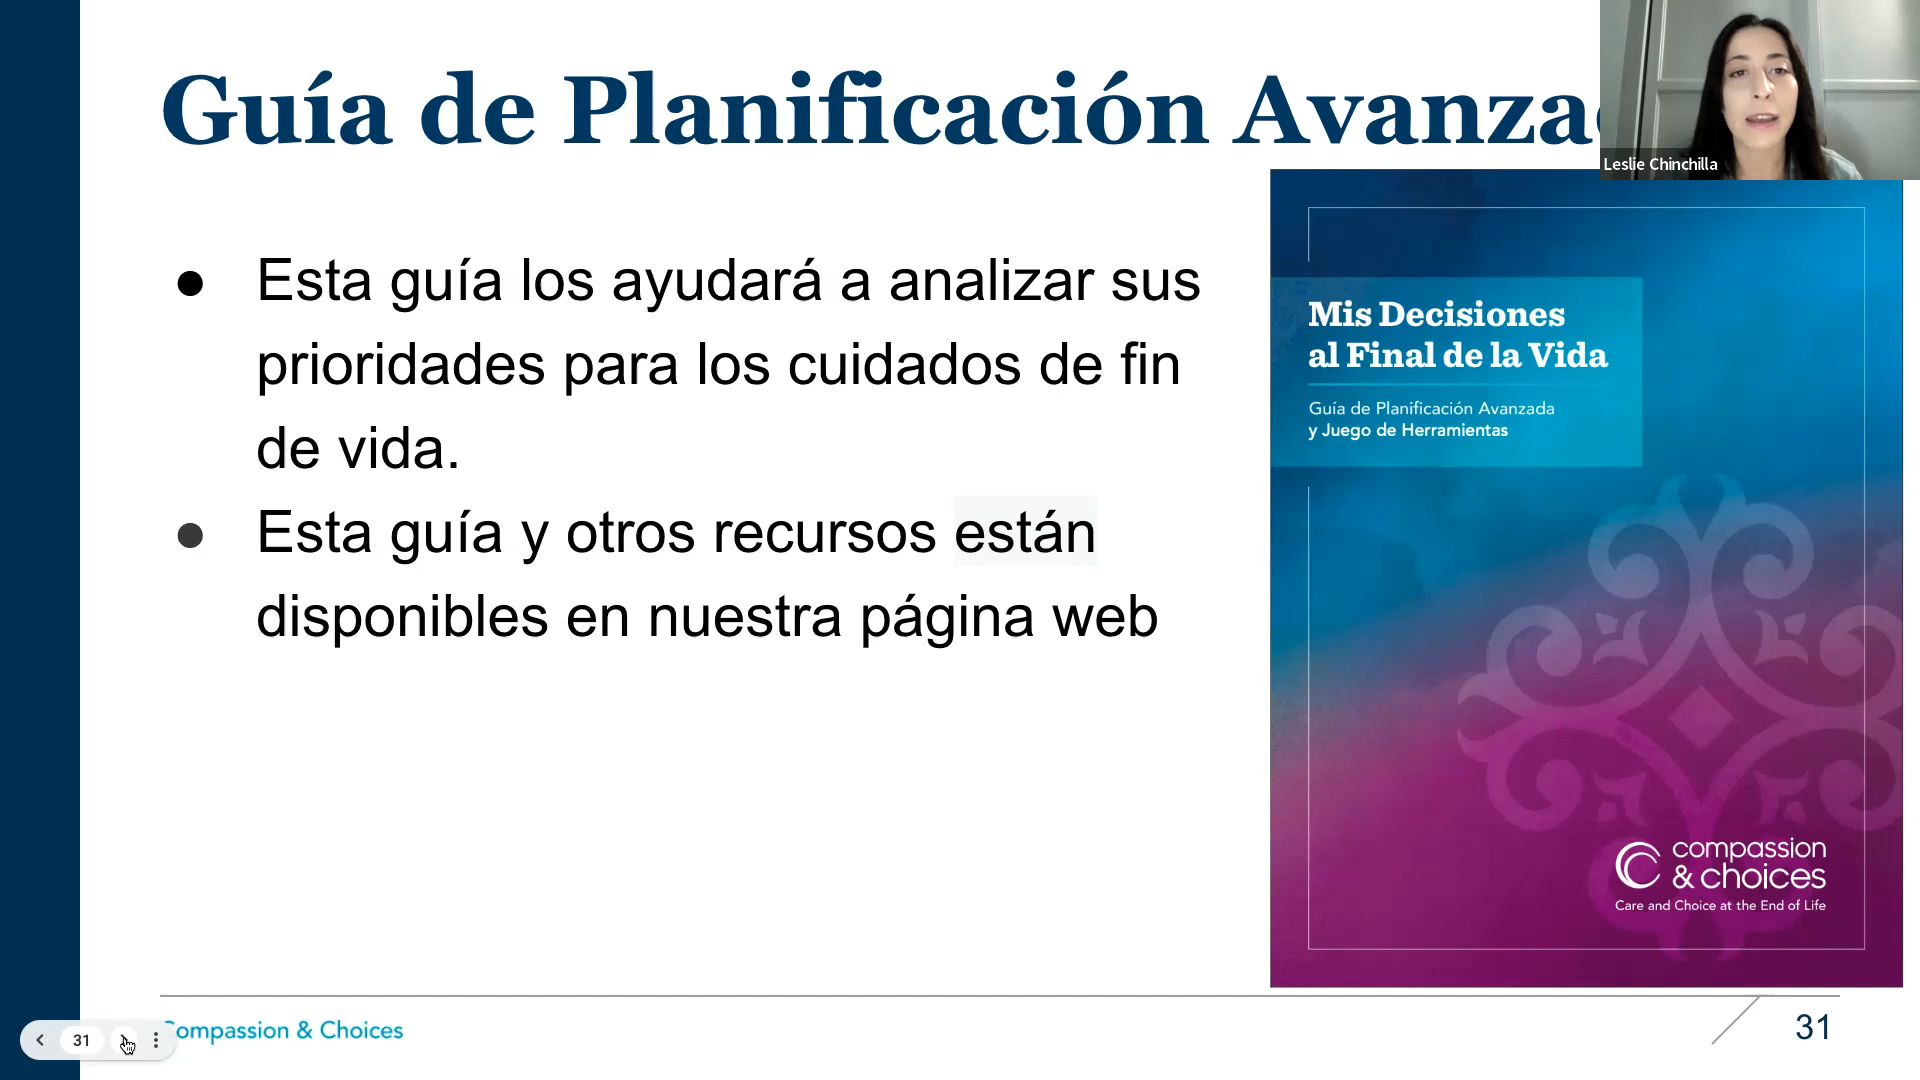 Guía de Planificación Avanza
Leslie Chinchilla
● Esta guía los ayudará a analizar sus
prioridades para los cuidados de fin
de vida.
● Esta guía y otros recursos están
disponibles en nuestra página web
Mis Decisiones
al Final de la Vida
Guía de Planificación Avanzada
y Juego de Herramientas
compassion
& choices
Care and Choice at the End of Life
31
ompassion & Choices
31